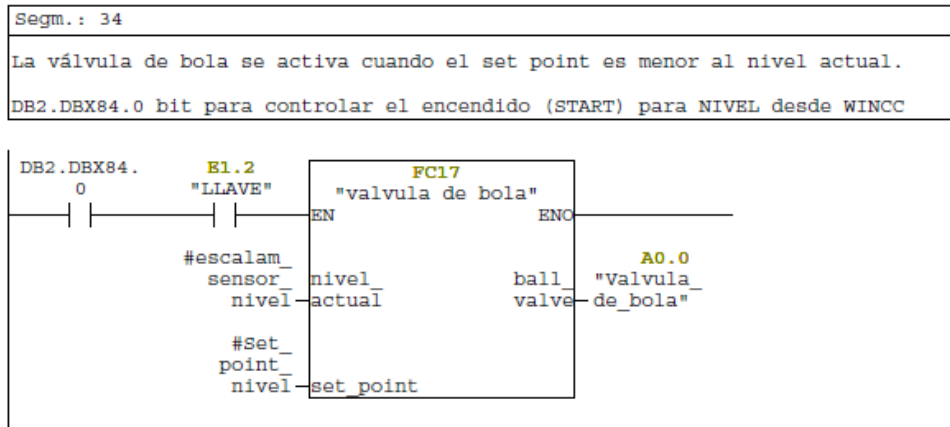 Segm.: 34
La válvula de bola se activa cuando el set point es menor al nivel actual.
DB2.DBX84.0 bit para controlar el encendido (START) para NIVEL desde WINCC
DB2.DBX84.
0
E1.2
"LLAVE"
FC17
"valvula de bola"
EN
ENO
#escalam_
sensor_
nivel
nivel_
actual
ball_
valve
A0.0
"Valvula_
de_bola"
#Set_
point_
nivel
set_point